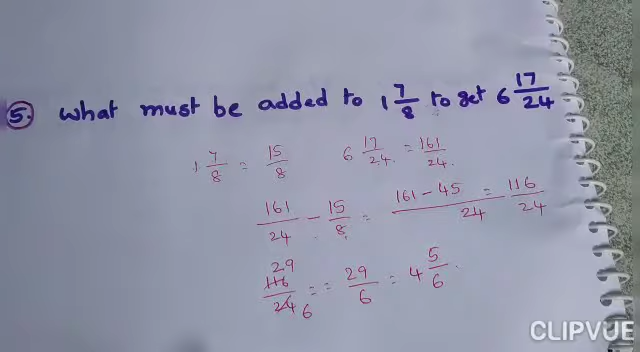 5. What must be added to 1 7/8 to get 6 17/24
1 7/8 = 15/8 6 17/24 = 161/24.
161/24 - 15/8 = 161-45/24 = 116/24
29
116/24 6 = = 29/6 = 4 5/6.
CLIPVUE